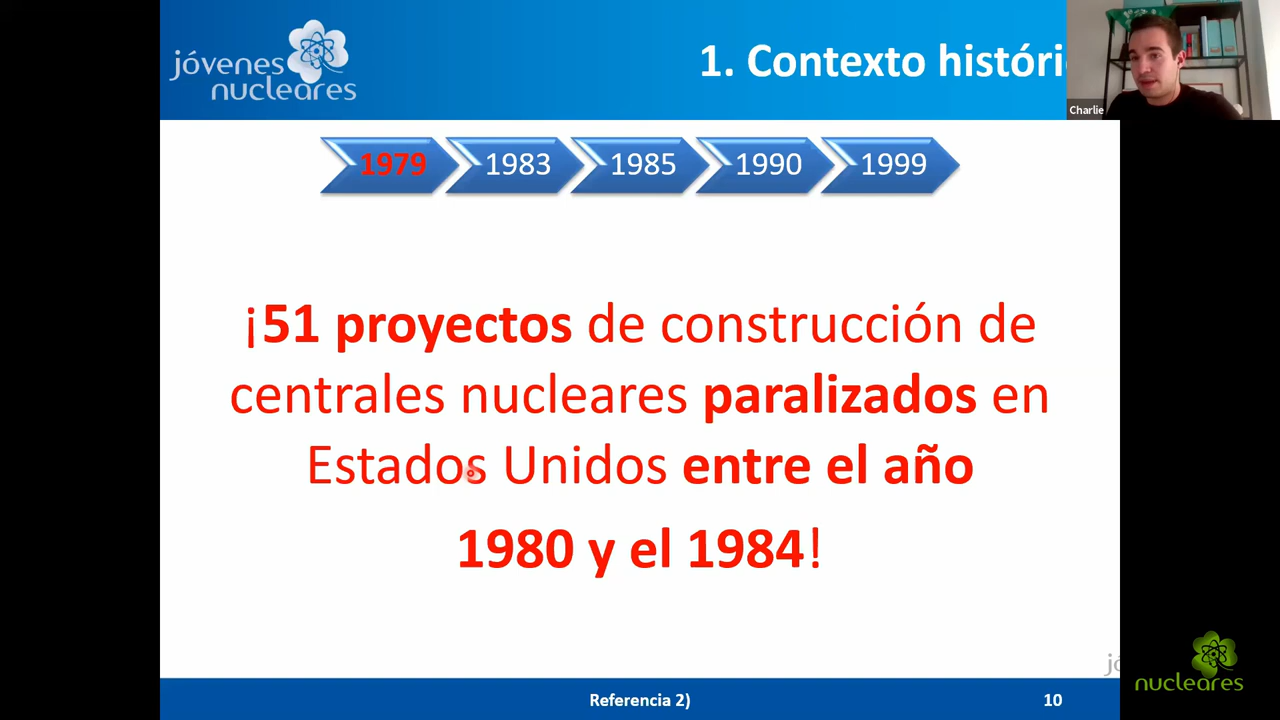 jóvenes
nucleares
1. Contexto históri
Charlie
1979
1983
1985
1990
1999
¡51 proyectos de construcción de
centrales nucleares paralizados en
Estados Unidos entre el año
1980 y el 1984!
jó
nucleares
Referencia 2)
10